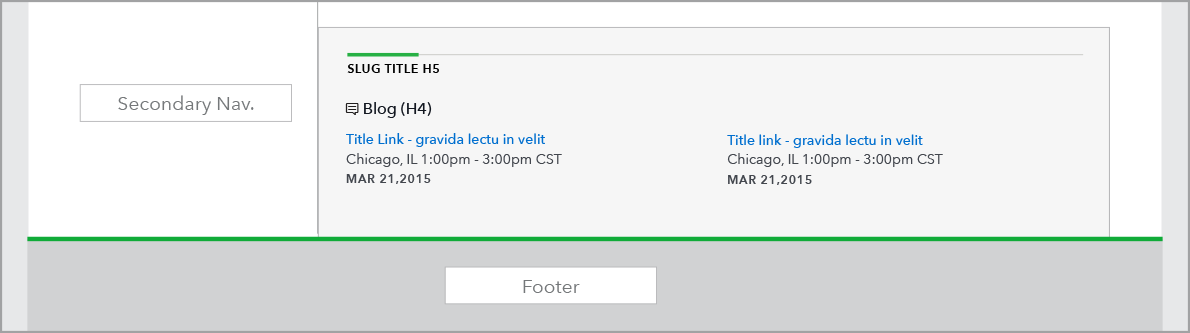 SLUG TITLE H5
Secondary Nav.
Blog (H4)
Title Link - gravida lectu in velit
Chicago, IL 1:00pm - 3:00pm CST
MAR 21,2015
Title link - gravida lectu in velit
Chicago, IL 1:00pm - 3:00pm CST
MAR 21,2015
Footer